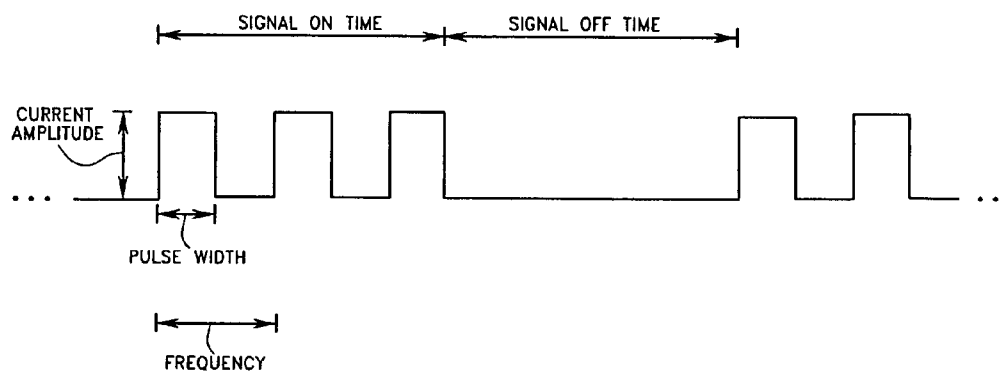 SIGNAL ON TIME
SIGNAL OFF TIME
CURRENT
AMPLITUDE
PULSE WIDTH
FREQUENCY